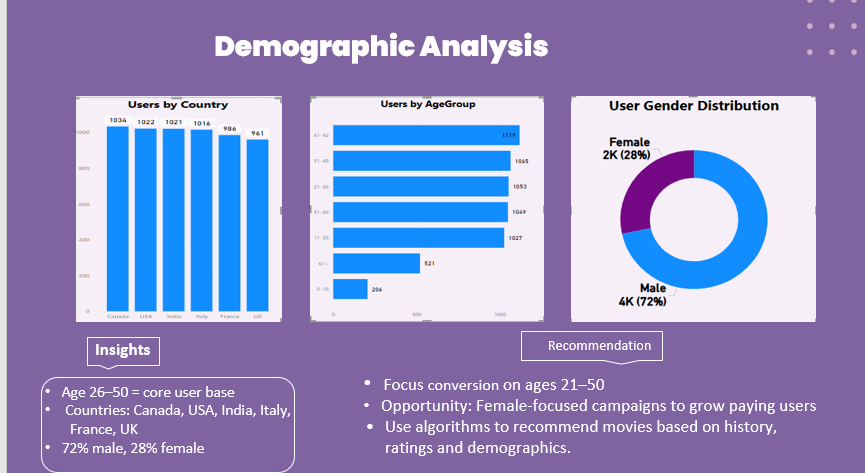 Demographic Analysis
Users by Country
1034
1022
1021
1016
986
961
1000
800
600
400
200
0
Canada
USA
India
Italy
France
UK
Users by AgeGroup
41-50
1119
31-40
1065
21-30
1053
51-60
1049
11-20
1027
61+
521
0-10
206
0
500
1000
User Gender Distribution
Female
2K (28%)
Male
4K (72%)
Insights
• Age 26–50 = core user base
• Countries: Canada, USA, India, Italy,
France, UK
• 72% male, 28% female
Recommendation
• Focus conversion on ages 21–50
• Opportunity: Female-focused campaigns to grow paying users
• Use algorithms to recommend movies based on history,
ratings and demographics.